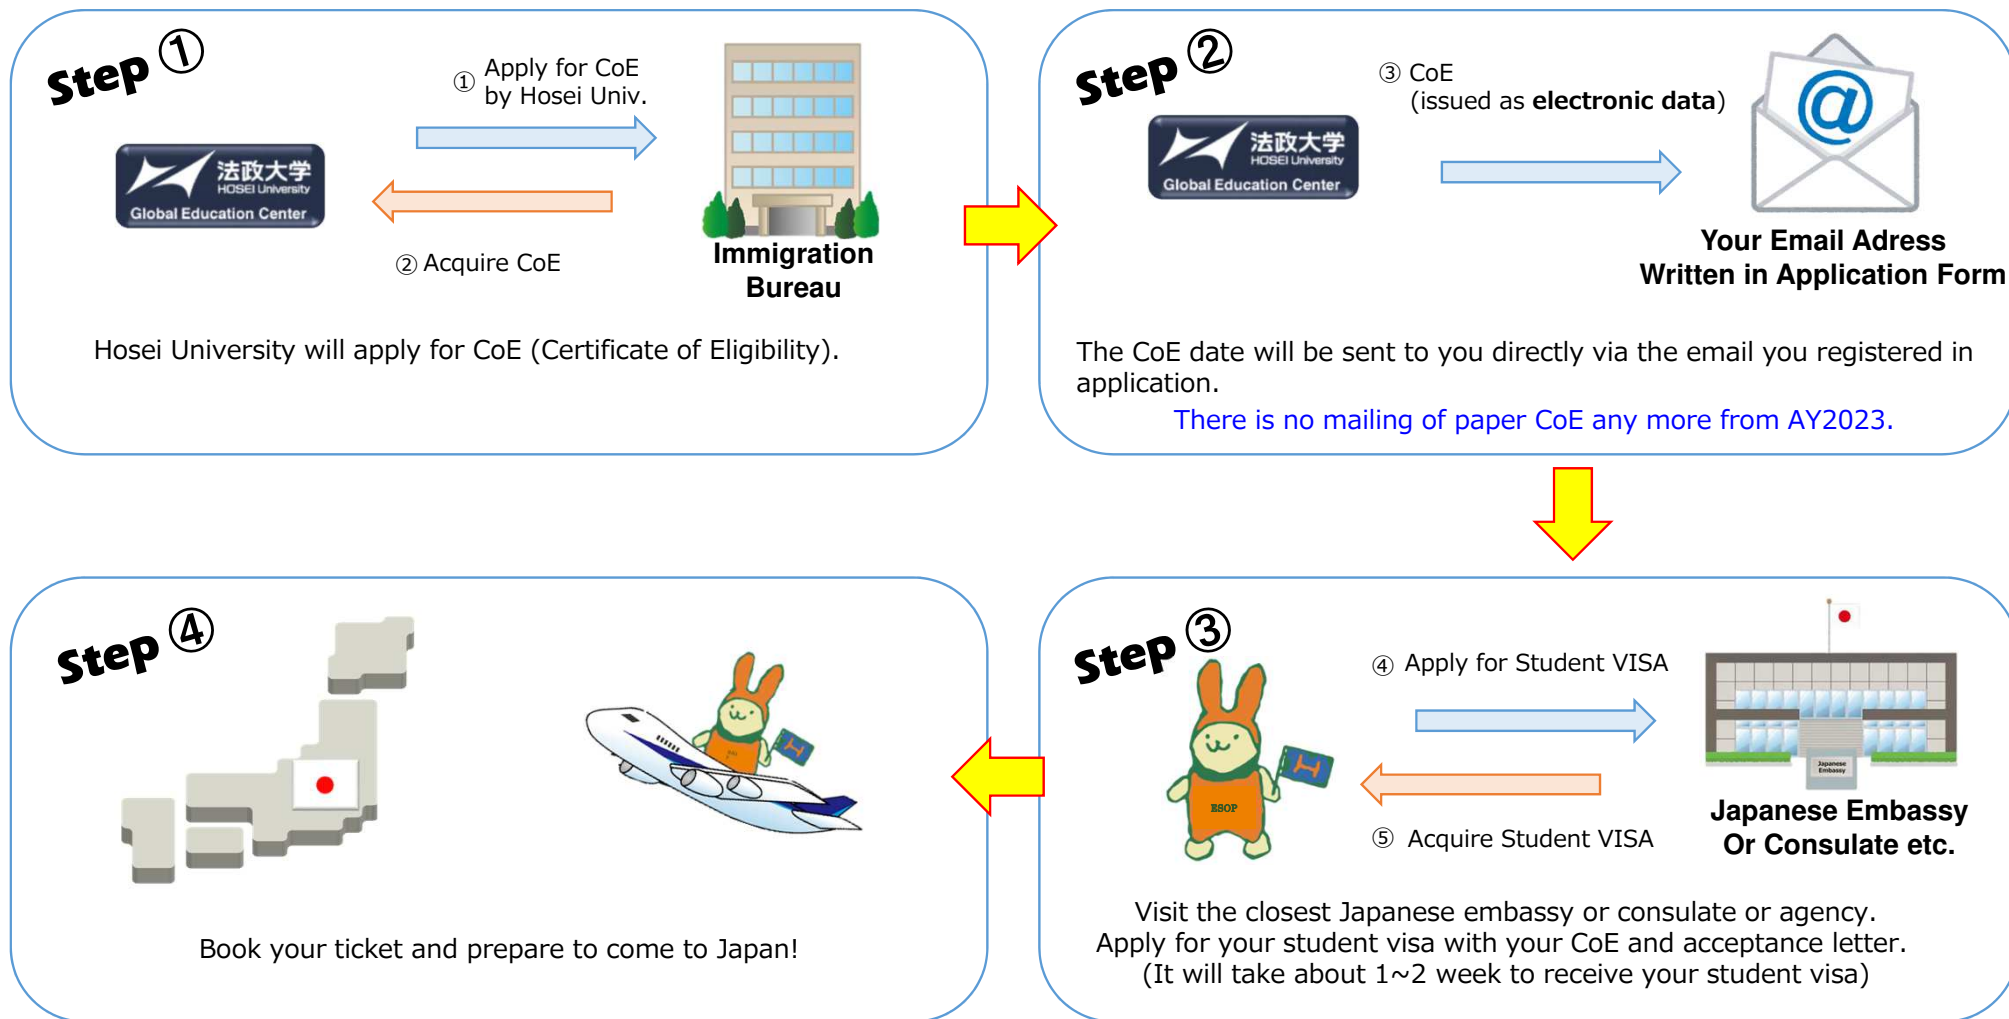 Step ①
① Apply for CoE
by Hosei Univ.
法政大学
HOSEI University
Global Education Center
② Acquire CoE
Immigration
Bureau
Hosei University will apply for CoE (Certificate of Eligibility).
Step ②
③ CoE
(issued as electronic data)
法政大学
HOSEI University
Global Education Center
@
Your Email Adress
Written in Application Form
The CoE date will be sent to you directly via the email you registered in
application.
There is no mailing of paper CoE any more from AY2023.
Step ③
④ Apply for Student VISA
H
ESOP
Japanese
Embassy
⑤ Acquire Student VISA
Japanese Embassy
Or Consulate etc.
Visit the closest Japanese embassy or consulate or agency.
Apply for your student visa with your CoE and acceptance letter.
(It will take about 1~2 week to receive your student visa)
Step ④
H
Book your ticket and prepare to come to Japan!